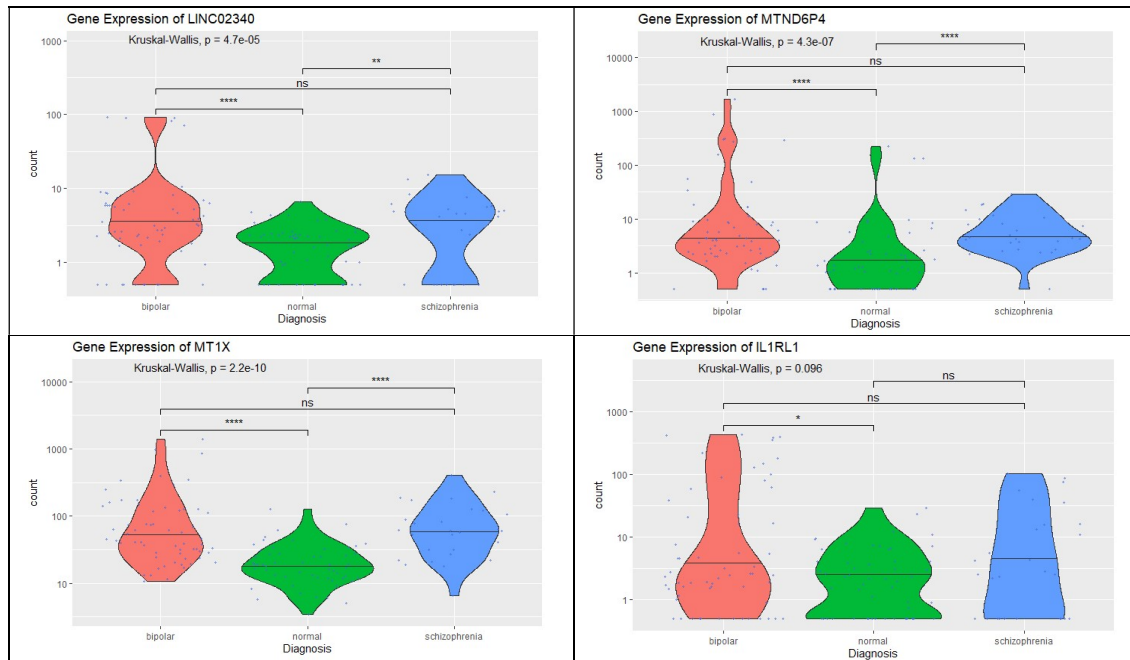 Gene Expression of LINC02340
Kruskal-Wallis, p = 4.7e-05
1000
**
ns
****
100
10
1
count
bipolar
normal
schizophrenia
Diagnosis
Gene Expression of MTND6P4
Kruskal-Wallis, p = 4.3e-07
****
10000
ns
****
1000
100
10
1
count
bipolar
normal
schizophrenia
Diagnosis
Gene Expression of MT1X
Kruskal-Wallis, p = 2.2e-10
10000
****
ns
****
1000
100
10
count
bipolar
normal
schizophrenia
Diagnosis
Gene Expression of IL1RL1
Kruskal-Wallis, p = 0.096
ns
ns
1000
*
100
10
1
count
bipolar
normal
schizophrenia
Diagnosis